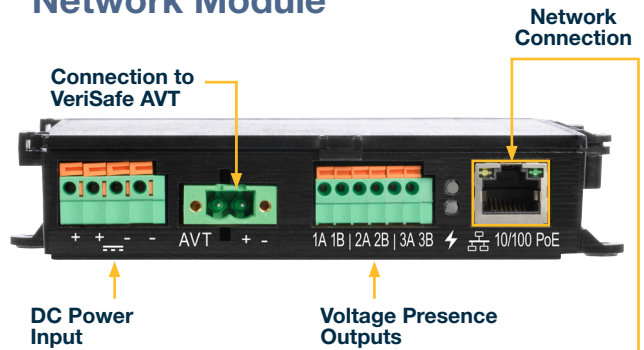 Network Module
Network
Connection
Connection to
VeriSafe AVT
+ + - -
AVT + -
1A 1B | 2A 2B | 3A 3B
10/100 PoE
DC Power
Input
Voltage Presence
Outputs